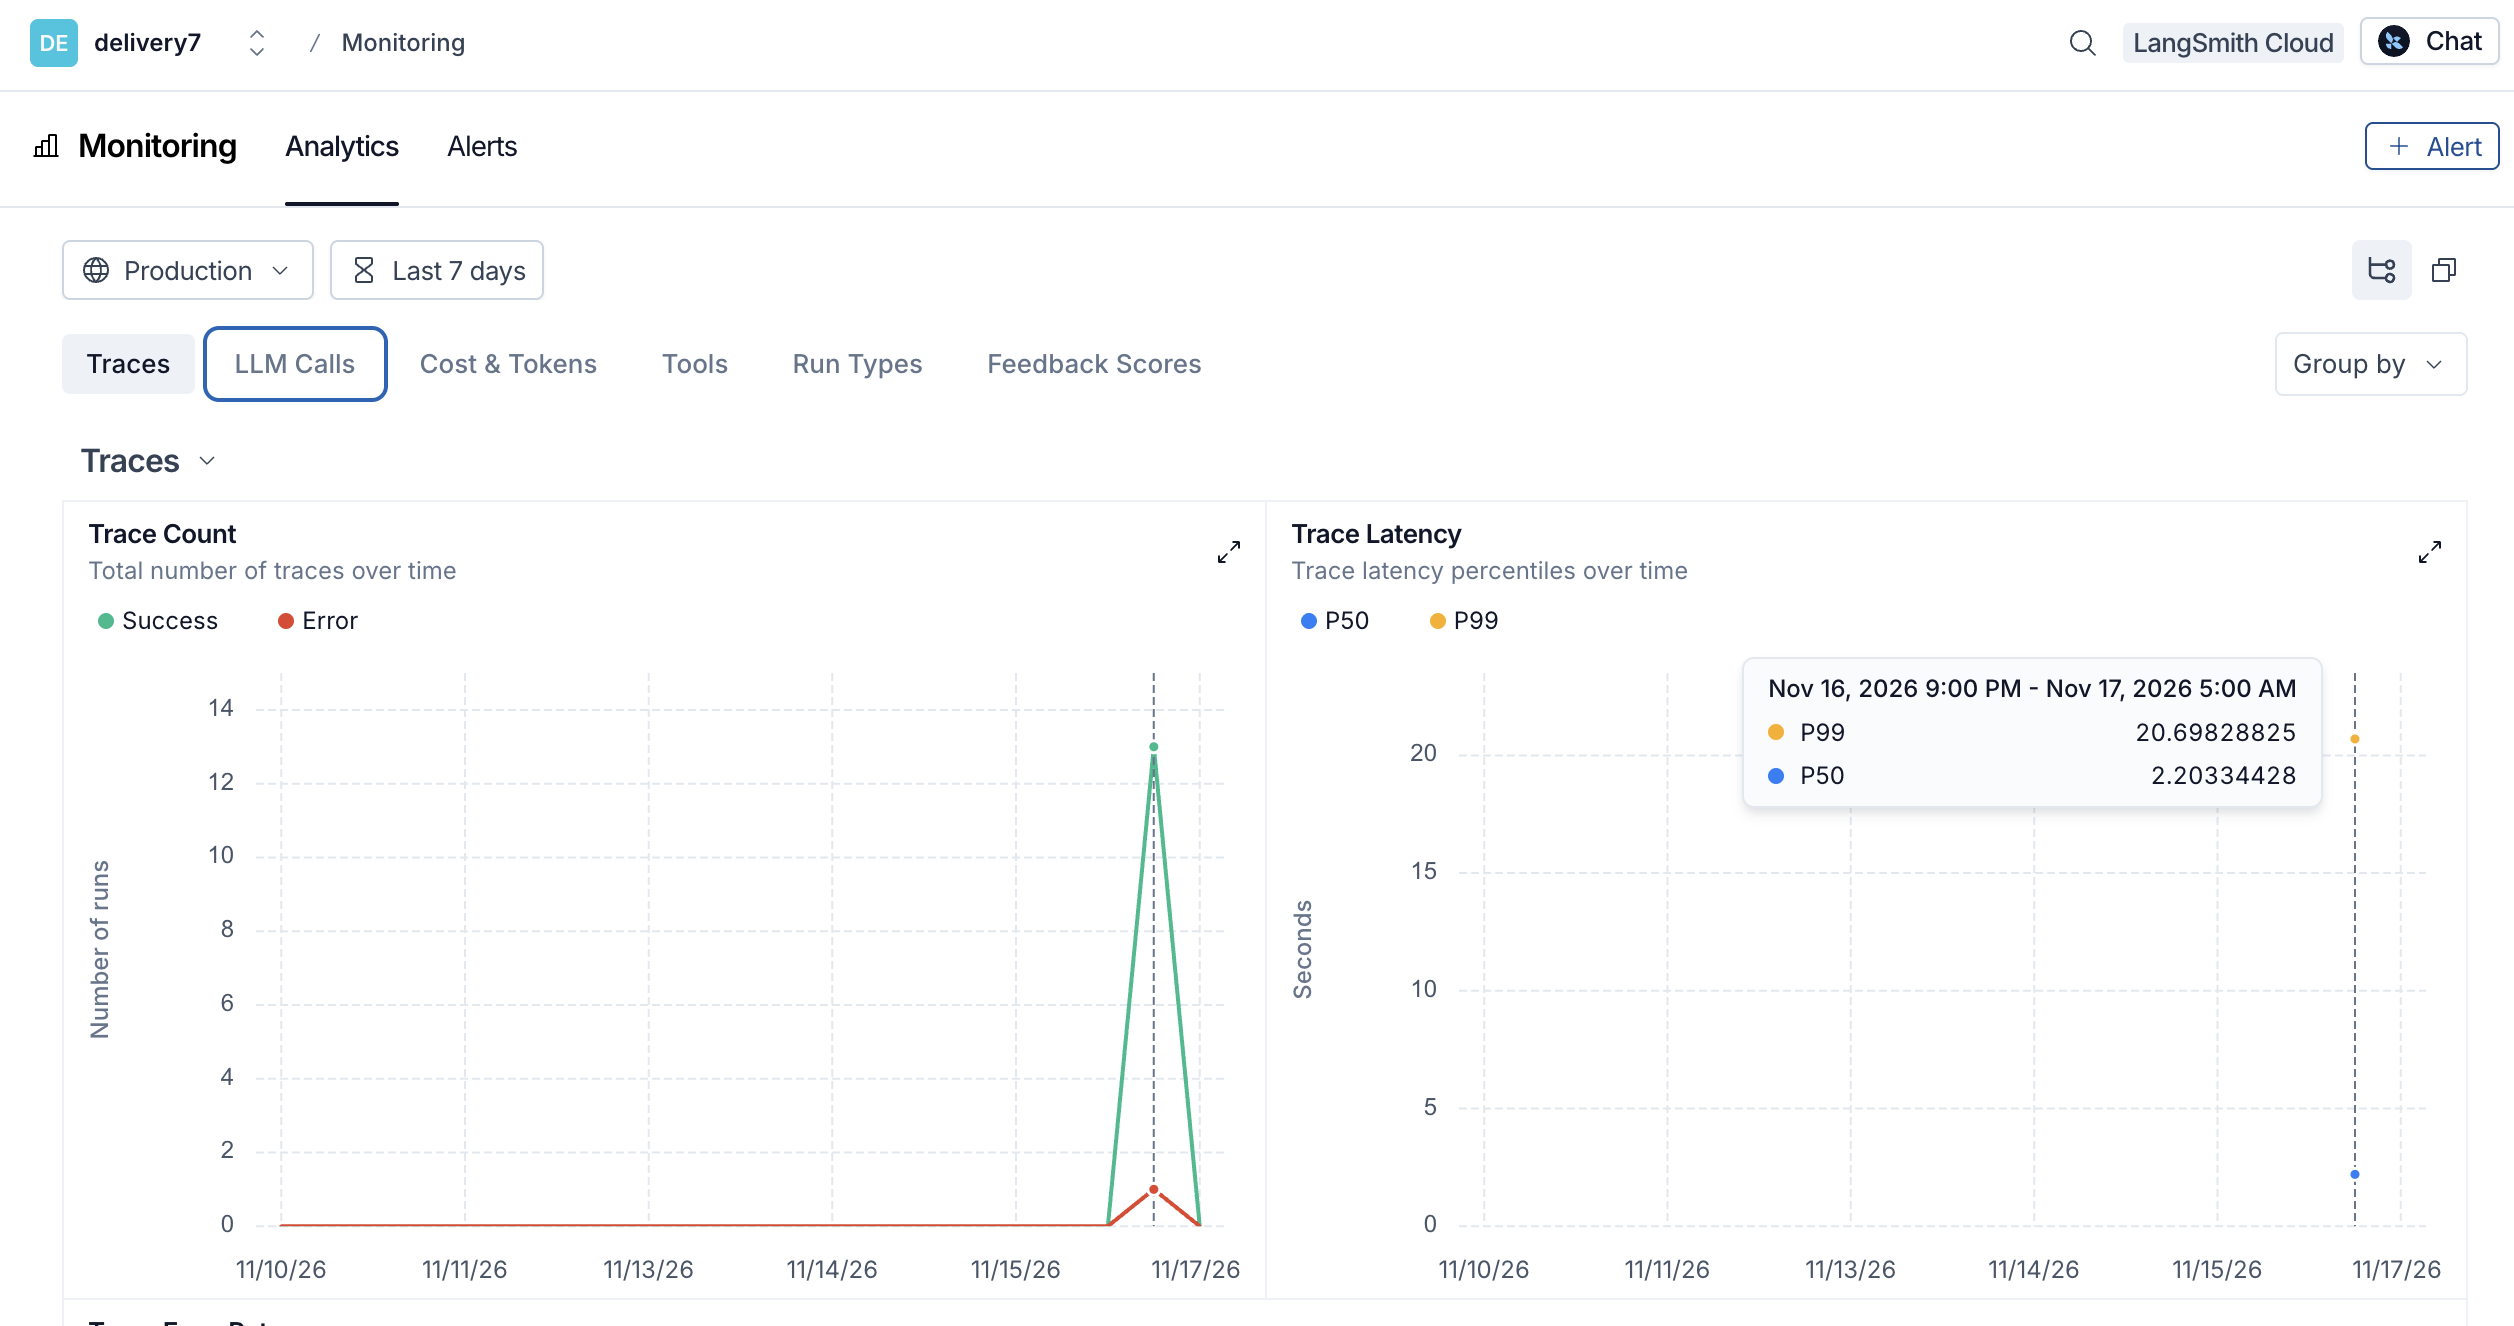 DE delivery7 / Monitoring LangSmith Cloud Chat
Monitoring Analytics Alerts + Alert
Production Last 7 days
Traces LLM Calls Cost & Tokens Tools Run Types Feedback Scores Group by
Traces
Trace Count
Total number of traces over time
Success Error
14
12
10
8
6
4
2
0
Number of runs
11/10/26 11/11/26 11/13/26 11/14/26 11/15/26 11/17/26
Trace Latency
Trace latency percentiles over time
P50 P99
Nov 16, 2026 9:00 PM - Nov 17, 2026 5:00 AM
P99 20.69828825
P50 2.20334428
20
15
10
5
0
Seconds
11/10/26 11/11/26 11/13/26 11/14/26 11/15/26 11/17/26